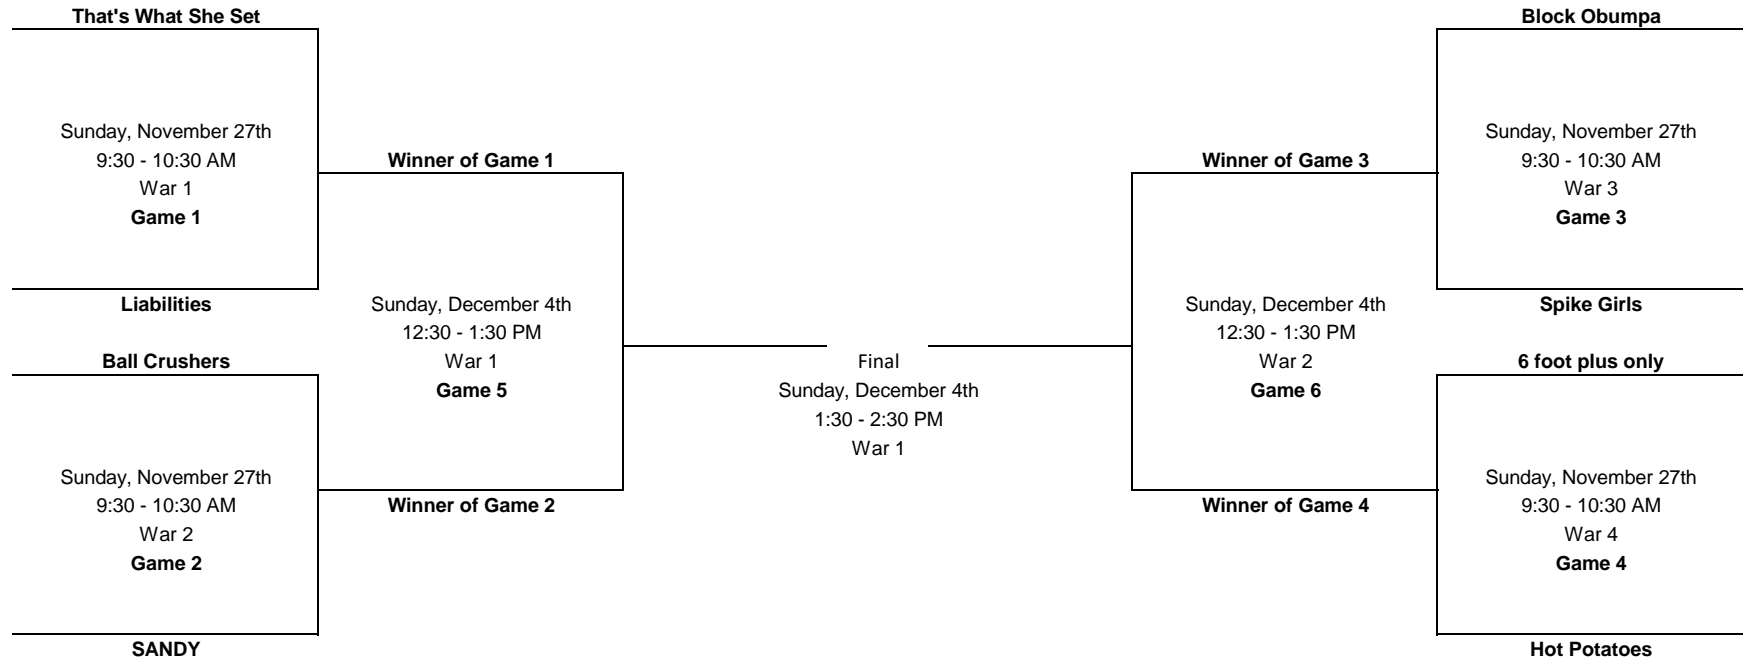 That's What She Set
Sunday, November 27th
9:30 - 10:30 AM
War 1
Game 1
Liabilities
Ball Crushers
Sunday, November 27th
9:30 - 10:30 AM
War 2
Game 2
SANDY
Winner of Game 1
Sunday, December 4th
12:30 - 1:30 PM
War 1
Game 5
Winner of Game 2
Final
Sunday, December 4th
1:30 - 2:30 PM
War 1
Winner of Game 3
Sunday, December 4th
12:30 - 1:30 PM
War 2
Game 6
Winner of Game 4
Block Obumpa
Sunday, November 27th
9:30 - 10:30 AM
War 3
Game 3
Spike Girls
6 foot plus only
Sunday, November 27th
9:30 - 10:30 AM
War 4
Game 4
Hot Potatoes